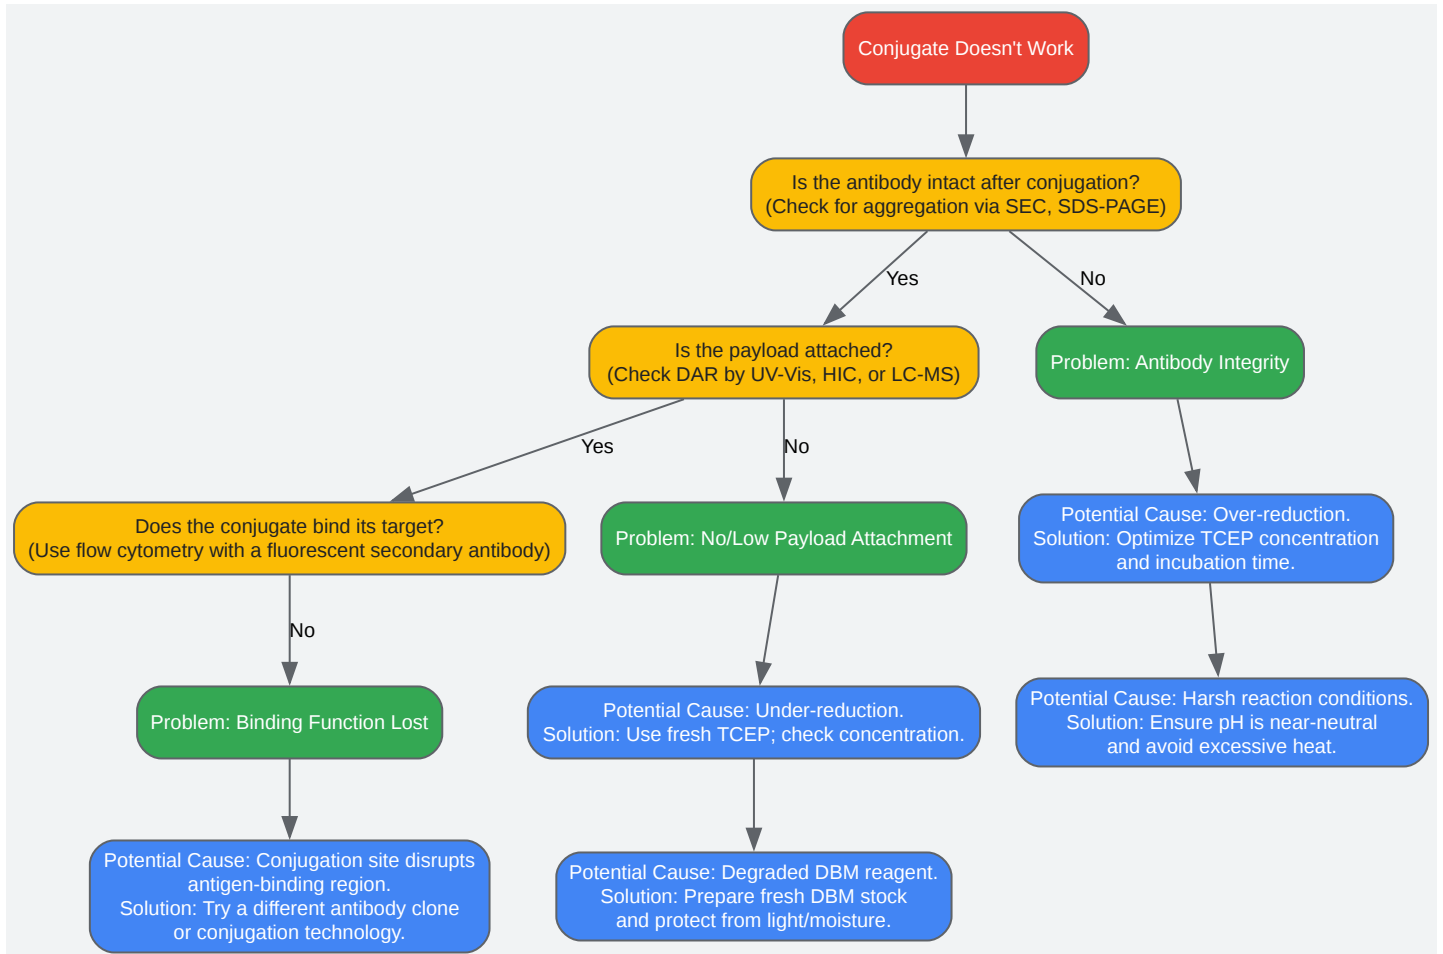 Conjugate Doesn't Work
Is the antibody intact after conjugation?
(Check for aggregation via SEC, SDS-PAGE)
Yes
No
Is the payload attached?
(Check DAR by UV-Vis, HIC, or LC-MS)
Problem: Antibody Integrity
Yes
No
Does the conjugate bind its target?
(Use flow cytometry with a fluorescent secondary antibody)
Problem: No/Low Payload Attachment
Potential Cause: Over-reduction.
Solution: Optimize TCEP concentration
and incubation time.
No
Problem: Binding Function Lost
Potential Cause: Under-reduction.
Solution: Use fresh TCEP; check concentration.
Potential Cause: Harsh reaction conditions.
Solution: Ensure pH is near-neutral
and avoid excessive heat.
Potential Cause: Conjugation site disrupts
antigen-binding region.
Solution: Try a different antibody clone
or conjugation technology.
Potential Cause: Degraded DBM reagent.
Solution: Prepare fresh DBM stock
and protect from light/moisture.